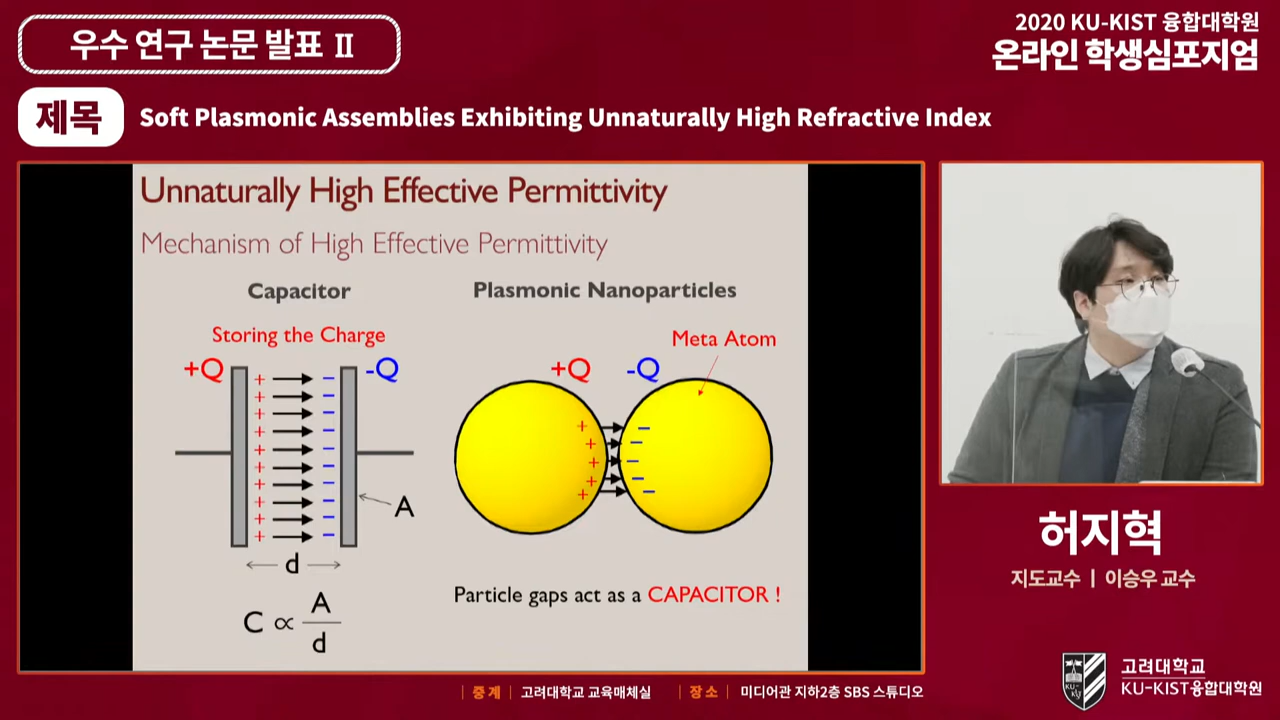 우수 연구 논문 발표 Ⅱ
2020 KU-KIST 융합대학원
온라인 학생심포지엄
제목
Soft Plasmonic Assemblies Exhibiting Unnaturally High Refractive Index
Unnaturally High Effective Permittivity
Mechanism of High Effective Permittivity
Capacitor
Plasmonic Nanoparticles
Storing the Charge
Meta Atom
+Q
-Q
+Q
-Q
A
d
C ∝ A
d
Particle gaps act as a CAPACITOR !
허지혁
지도교수 | 이승우 교수
KU-KIST
고려대학교
KU-KIST융합대학원
| 중 계 | 고려대학교 교육매체실 | 장 소 | 미디어관 지하2층 SBS 스튜디오